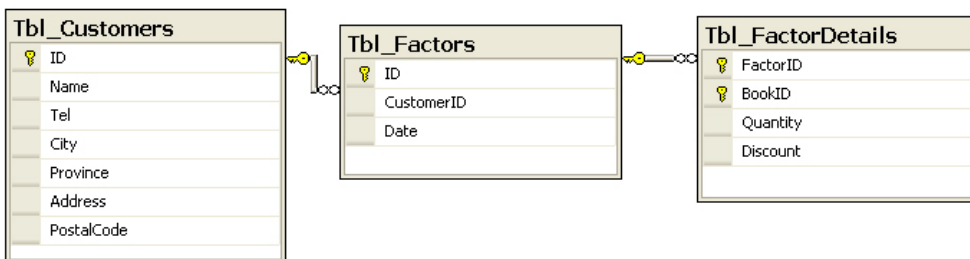 Tbl_Customers
ID
Name
Tel
City
Province
Address
PostalCode
Tbl_Factors
ID
CustomerID
Date
Tbl_FactorDetails
FactorID
BookID
Quantity
Discount